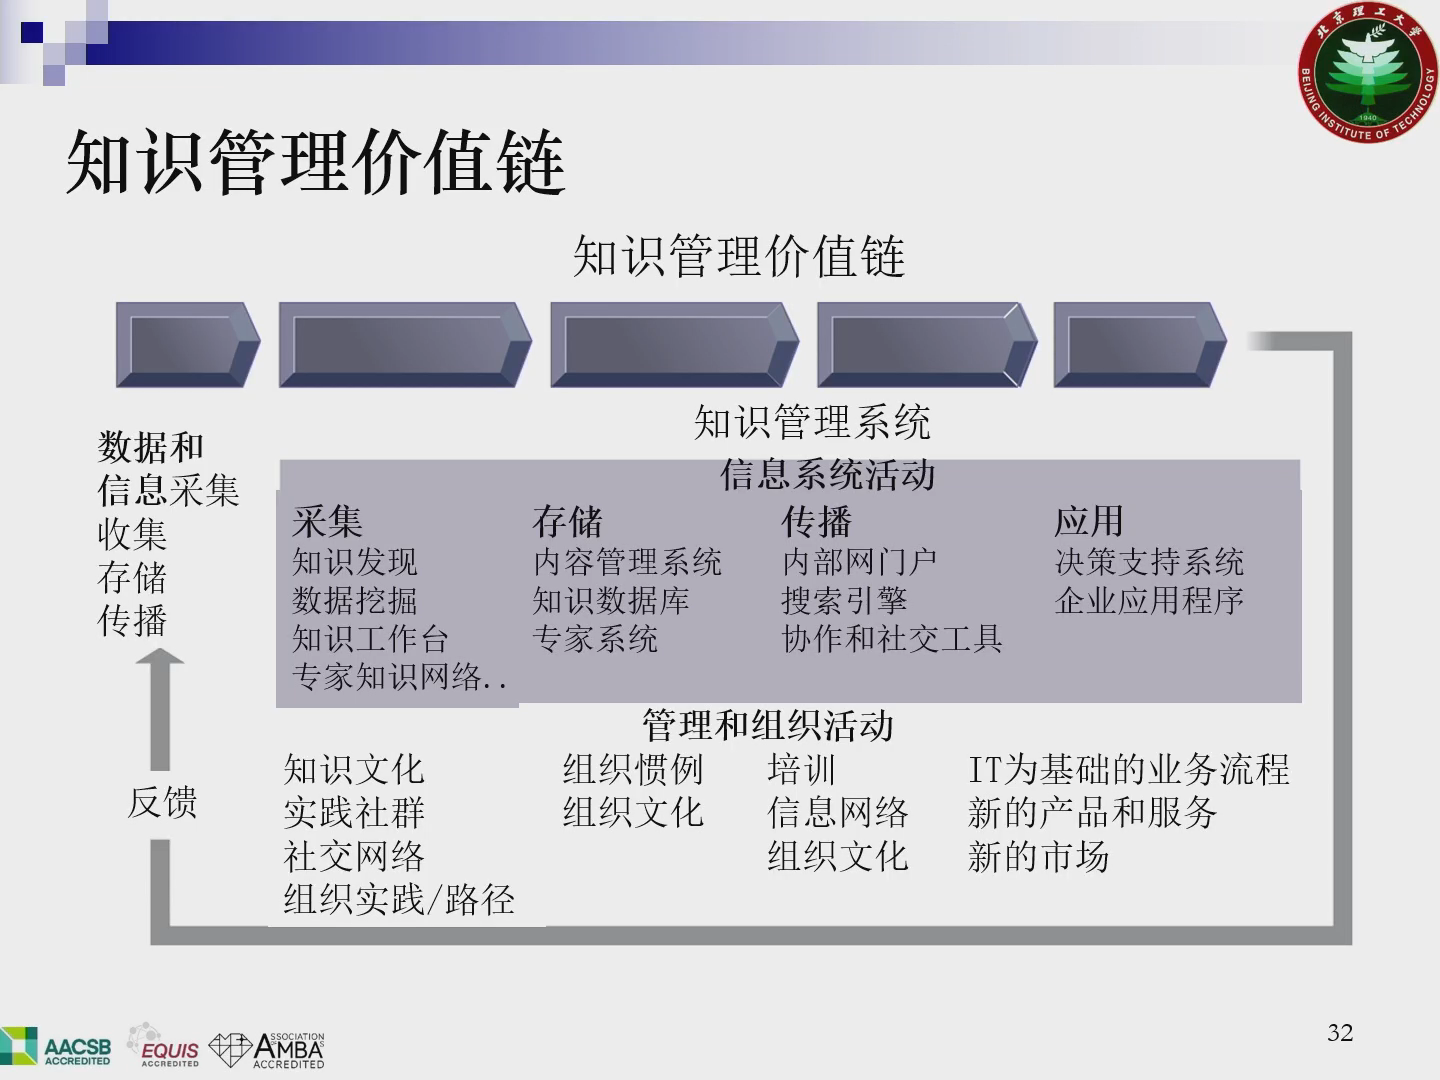 北京理工大学
BEIJING INSTITUTE OF TECHNOLOGY
1940
知识管理价值链
知识管理价值链
知识管理系统
数据和
信息采集
收集
存储
传播
反馈
信息系统活动
采集
知识发现
数据挖掘
知识工作台
专家知识网络..
存储
内容管理系统
知识数据库
专家系统
传播
内部网门户
搜索引擎
协作和社交工具
应用
决策支持系统
企业应用程序
管理和组织活动
知识文化
实践社群
社交网络
组织实践/路径
组织惯例
组织文化
培训
信息网络
组织文化
IT为基础的业务流程
新的产品和服务
新的市场
AACSB
ACCREDITED
EQUIS
ACCREDITED
ASSOCIATION
OF
AMBA'S
ACCREDITED
32